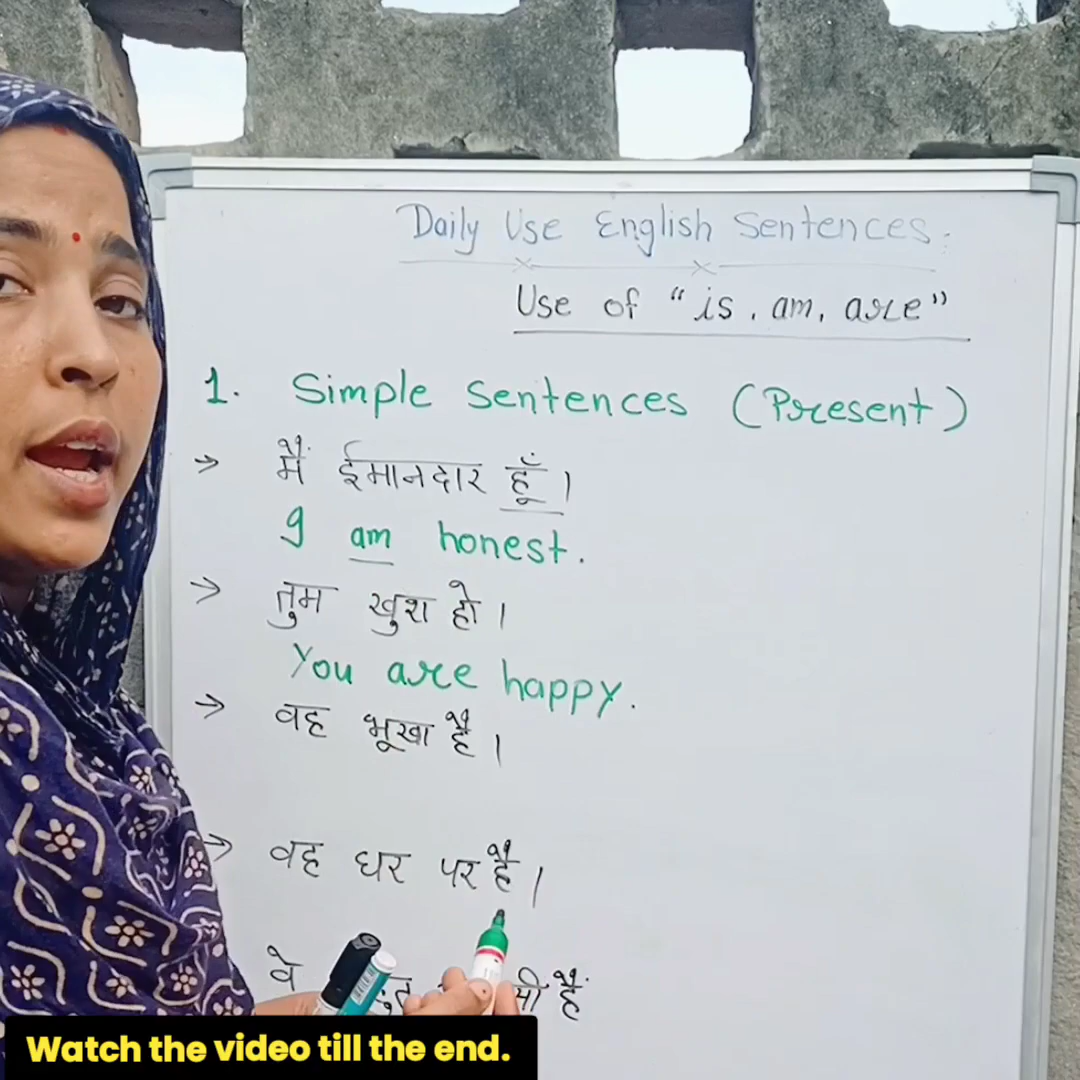 Daily Use English Sentences:
Use of "is, am, are"
1. Simple Sentences (Present)
→ मैं ईमानदार हूँ।
I am honest.
→ तुम खुश हो।
You are happy.
→ वह भूखा है।
→ वह घर पर है।
वे हैं
Watch the video till the end.